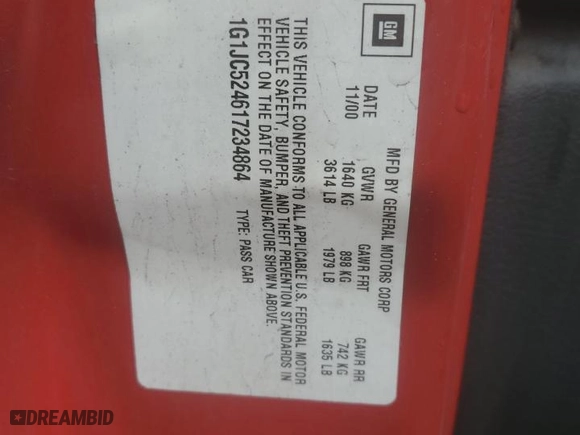 GM
MFD BY GENERAL MOTORS CORP
DATE GVWR GAWR FRT GAWR RR
11/00 1640 KG 898 KG 742 KG
3614 LB 1979 LB 1635 LB
THIS VEHICLE CONFORMS TO ALL APPLICABLE U.S. FEDERAL MOTOR
VEHICLE SAFETY, BUMPER, AND THEFT PREVENTION STANDARDS IN
EFFECT ON THE DATE OF MANUFACTURE SHOWN ABOVE.
1G1JC524617234864 TYPE: PASS CAR
DREAMBID